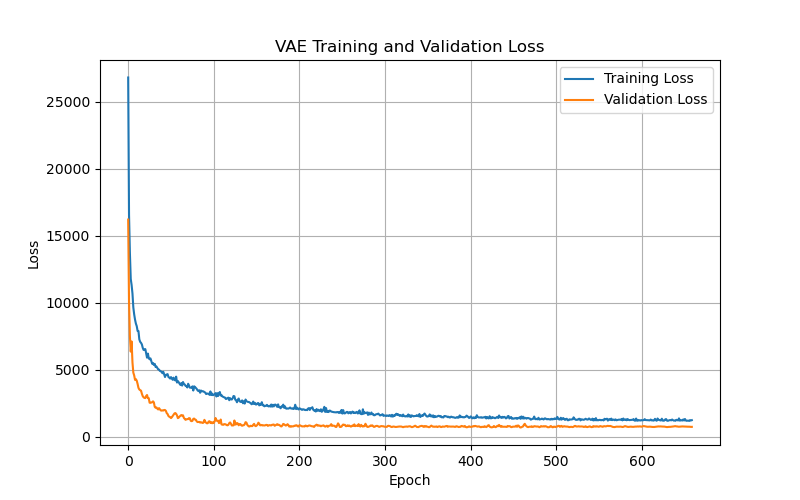 VAE Training and Validation Loss
Training Loss
Validation Loss
Loss
25000
20000
15000
10000
5000
0
0 100 200 300 400 500 600
Epoch